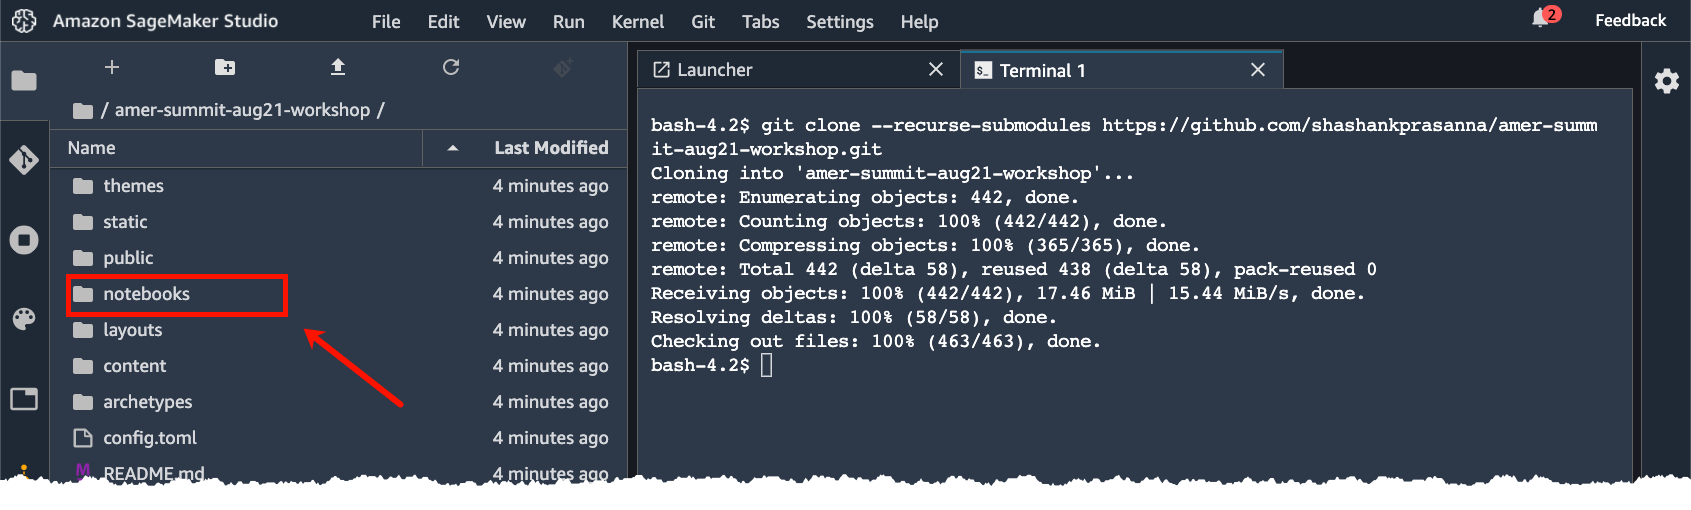 Amazon SageMaker Studio File Edit View Run Kernel Git Tabs Settings Help 2 Feedback
Launcher Terminal 1
/ amer-summit-aug21-workshop /
Name Last Modified
themes 4 minutes ago
static 4 minutes ago
public 4 minutes ago
notebooks 4 minutes ago
layouts 4 minutes ago
content 4 minutes ago
archetypes 4 minutes ago
config.toml 4 minutes ago
README.md 4 minutes ago
$_
bash-4.2$ git clone --recurse-submodules https://github.com/shashankprasanna/amer-summ
it-aug21-workshop.git
Cloning into 'amer-summit-aug21-workshop'...
remote: Enumerating objects: 442, done.
remote: Counting objects: 100% (442/442), done.
remote: Compressing objects: 100% (365/365), done.
remote: Total 442 (delta 58), reused 438 (delta 58), pack-reused 0
Receiving objects: 100% (442/442), 17.46 MiB | 15.44 MiB/s, done.
Resolving deltas: 100% (58/58), done.
Checking out files: 100% (463/463), done.
bash-4.2$